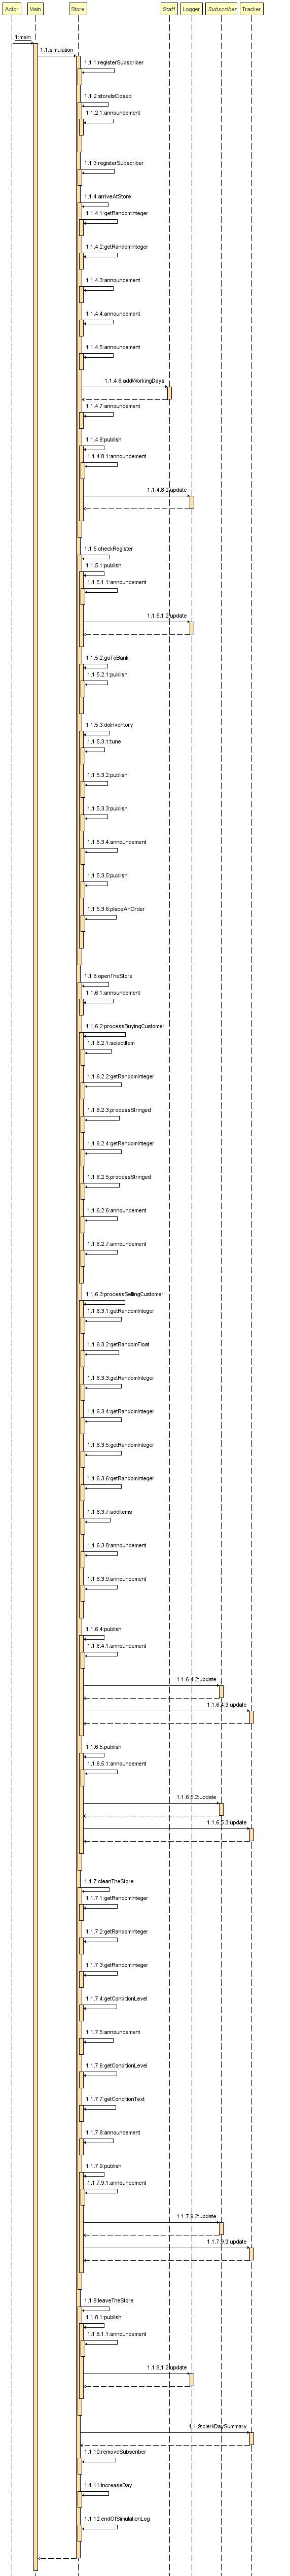 Actor
Main
Store
Staff
Logger
Subscriber
Tracker
1:main
1.1:simulation
1.1.1:registerSubscriber
1.1.2:storeIsClosed
1.1.2.1:announcement
1.1.3:registerSubscriber
1.1.4:arriveAtStore
1.1.4.1:getRandomInteger
1.1.4.2:getRandomInteger
1.1.4.3:announcement
1.1.4.4:announcement
1.1.4.5:announcement
1.1.4.6:addWorkingDays
1.1.4.7:announcement
1.1.4.8:publish
1.1.4.8.1:announcement
1.1.4.8.2:update
1.1.5:checkRegister
1.1.5.1:publish
1.1.5.1.1:announcement
1.1.5.1.2:update
1.1.5.2:goToBank
1.1.5.2.1:publish
1.1.5.3:doInventory
1.1.5.3.1:tune
1.1.5.3.2:publish
1.1.5.3.3:publish
1.1.5.3.4:announcement
1.1.5.3.5:publish
1.1.5.3.6:placeAnOrder
1.1.6:openTheStore
1.1.6.1:announcement
1.1.6.2:processBuyingCustomer
1.1.6.2.1:selectItem
1.1.6.2.2:getRandomInteger
1.1.6.2.3:processStringed
1.1.6.2.4:getRandomInteger
1.1.6.2.5:processStringed
1.1.6.2.6:announcement
1.1.6.2.7:announcement
1.1.6.3:processSellingCustomer
1.1.6.3.1:getRandomInteger
1.1.6.3.2:getRandomFloat
1.1.6.3.3:getRandomInteger
1.1.6.3.4:getRandomInteger
1.1.6.3.5:getRandomInteger
1.1.6.3.6:getRandomInteger
1.1.6.3.7:addItems
1.1.6.3.8:announcement
1.1.6.3.9:announcement
1.1.6.4:publish
1.1.6.4.1:announcement
1.1.6.4.2:update
1.1.6.4.3:update
1.1.6.5:publish
1.1.6.5.1:announcement
1.1.6.5.2:update
1.1.6.5.3:update
1.1.7:cleanTheStore
1.1.7.1:getRandomInteger
1.1.7.2:getRandomInteger
1.1.7.3:getRandomInteger
1.1.7.4:getConditionLevel
1.1.7.5:announcement
1.1.7.6:getConditionLevel
1.1.7.7:getConditionText
1.1.7.8:announcement
1.1.7.9:publish
1.1.7.9.1:announcement
1.1.7.9.2:update
1.1.7.9.3:update
1.1.8:leaveTheStore
1.1.8.1:publish
1.1.8.1.1:announcement
1.1.8.1.2:update
1.1.9:clerkDaySummary
1.1.10:removeSubscriber
1.1.11:increaseDay
1.1.12:endOfSimulationLog